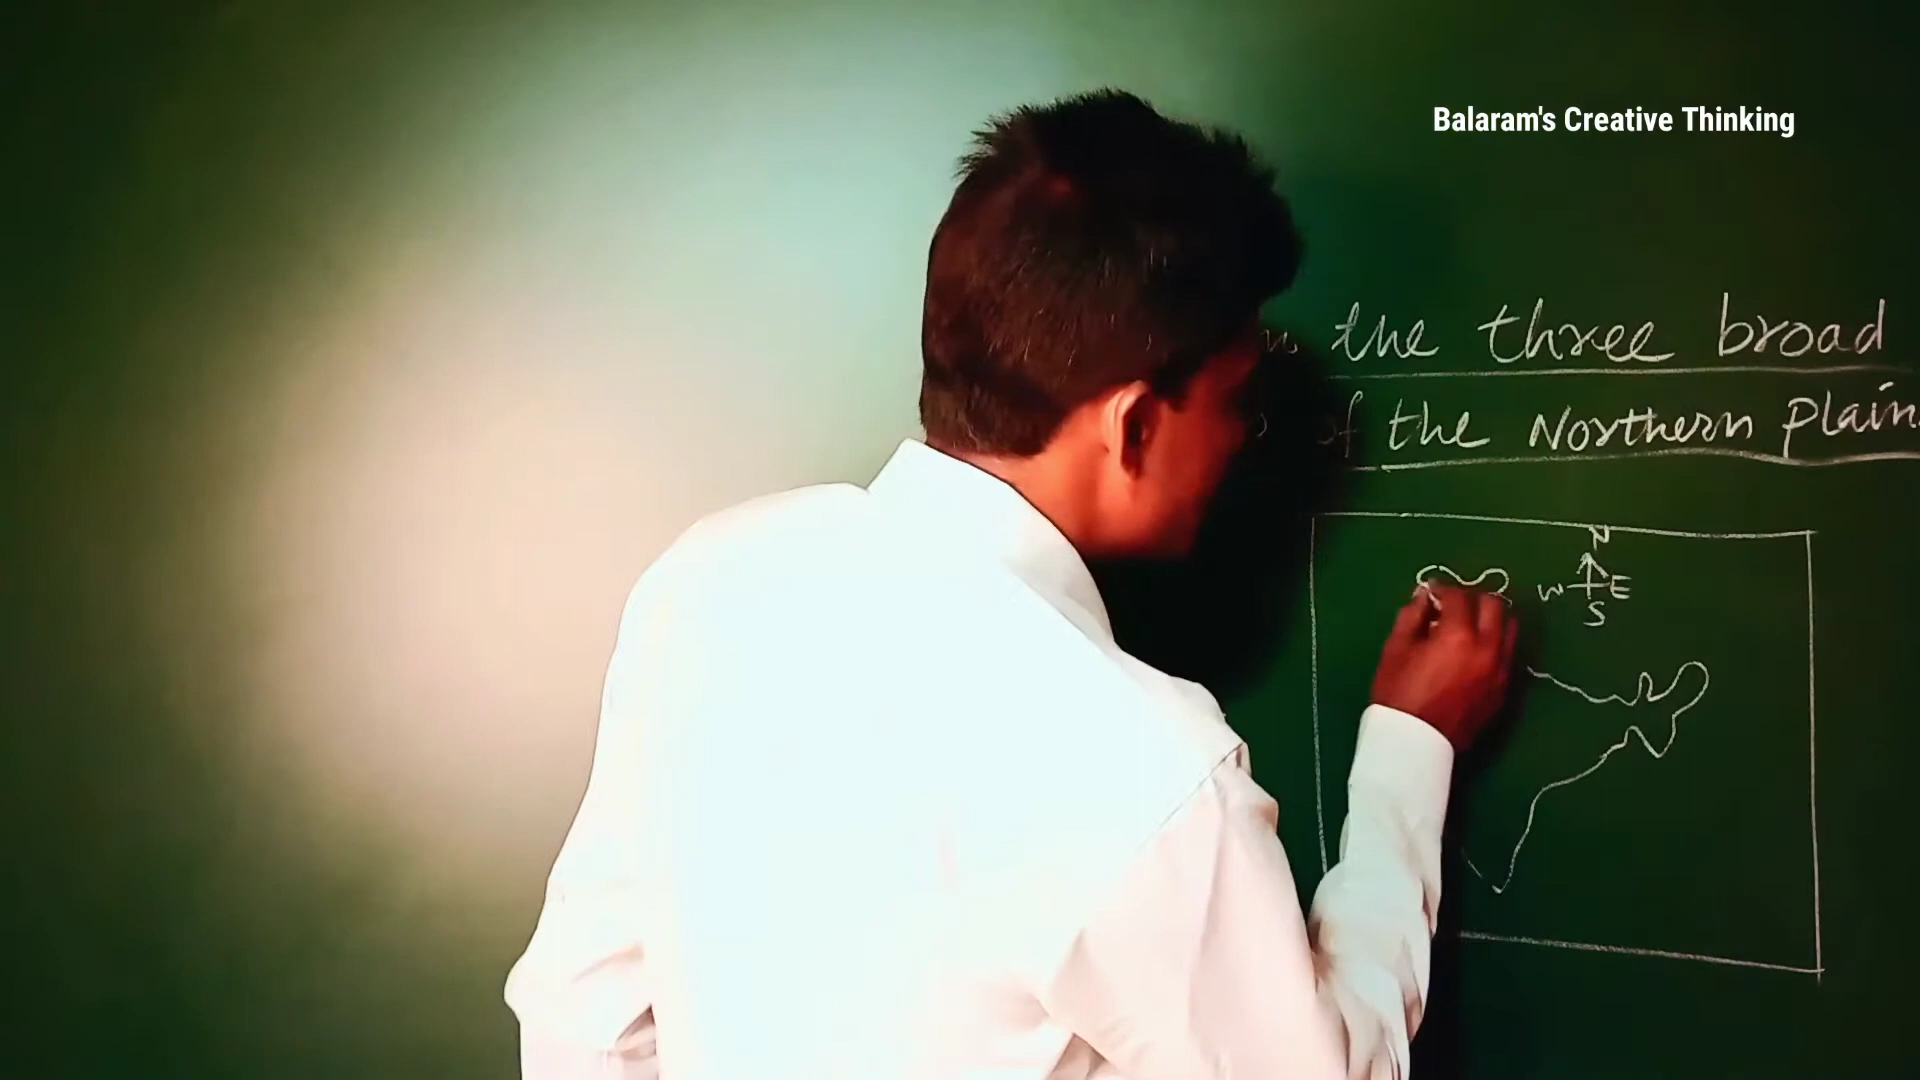 Balaram's Creative Thinking
the three broad
of the Northern Plain
N
W E
S